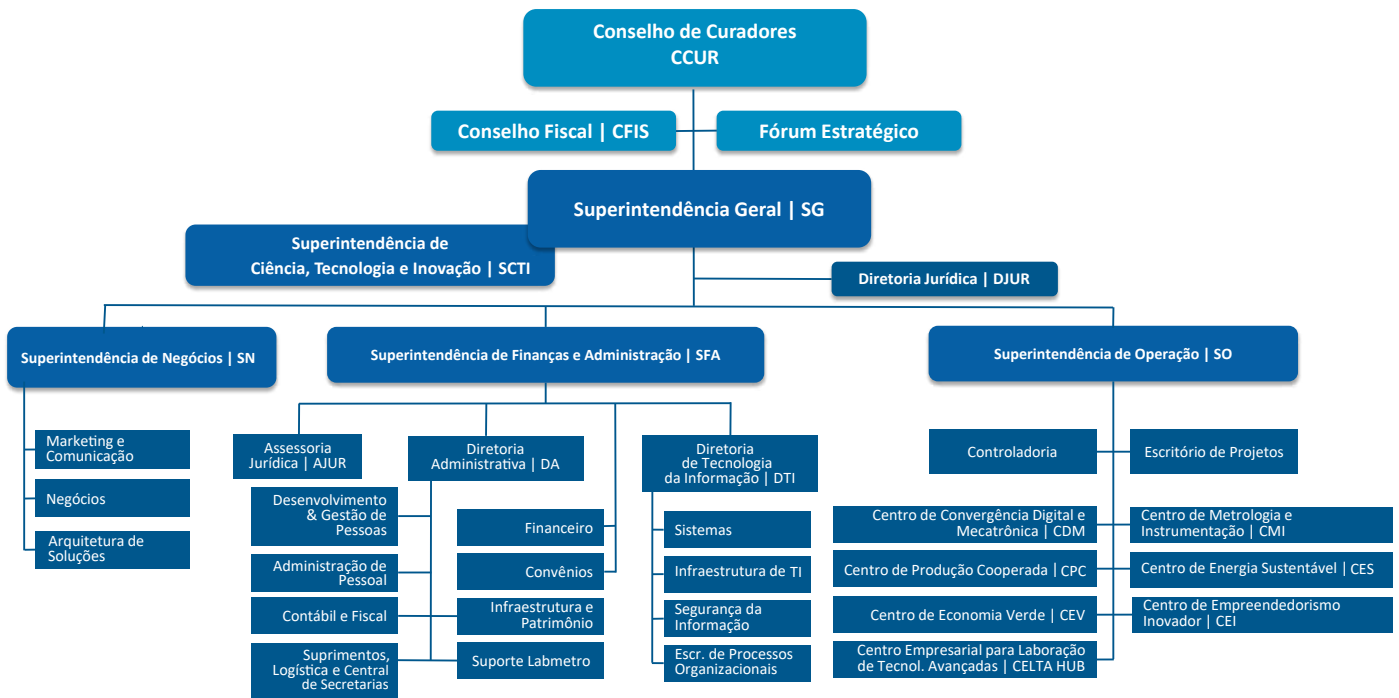 Conselho de Curadores
CCUR
Conselho Fiscal | CFIS
Fórum Estratégico
Superintendência Geral | SG
Superintendência de
Ciência, Tecnologia e Inovação | SCTI
Diretoria Jurídica | DJUR
Superintendência de Negócios | SN
Superintendência de Finanças e Administração | SFA
Superintendência de Operação | SO
Marketing e
Comunicação
Negócios
Arquitetura de
Soluções
Assessoria
Jurídica | AJUR
Diretoria
Administrativa | DA
Desenvolvimento
& Gestão de
Pessoas
Administração de
Pessoal
Contábil e Fiscal
Suprimentos,
Logística e Central
de Secretarias
Financeiro
Convênios
Infraestrutura e
Patrimônio
Suporte Labmetro
Diretoria
de Tecnologia
da Informação | DTI
Sistemas
Infraestrutura de TI
Segurança da
Informação
Escr. de Processos
Organizacionais
Controladoria
Escritório de Projetos
Centro de Convergência Digital e
Mecatrônica | CDM
Centro de Metrologia e
Instrumentação | CMI
Centro de Produção Cooperada | CPC
Centro de Energia Sustentável | CES
Centro de Economia Verde | CEV
Centro de Empreendedorismo
Inovador | CEI
Centro Empresarial para Laboração
de Tecnol. Avançadas | CELTA HUB